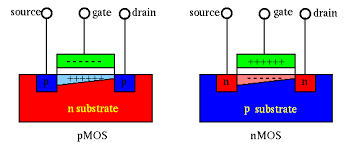 source gate drain
source gate drain
- - - - - - -
++++++
p +++++ p
n - - - - - n
n substrate
p substrate
pMOS
nMOS